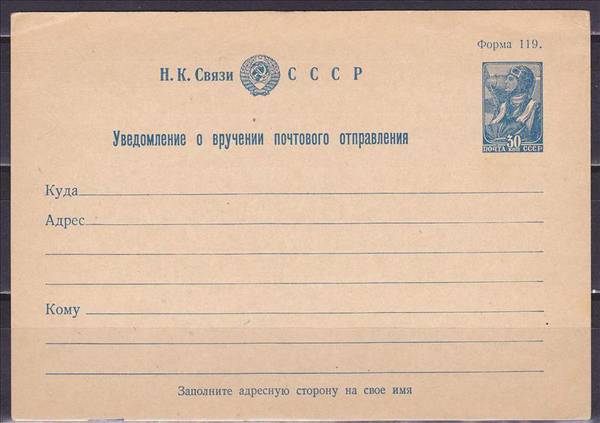 Форма 119.
Н. К. Связи СССР
ПОЧТА 30 КОП СССР
Уведомление о вручении почтового отправления
Куда
Адрес
Кому
Заполните адресную сторону на свое имя